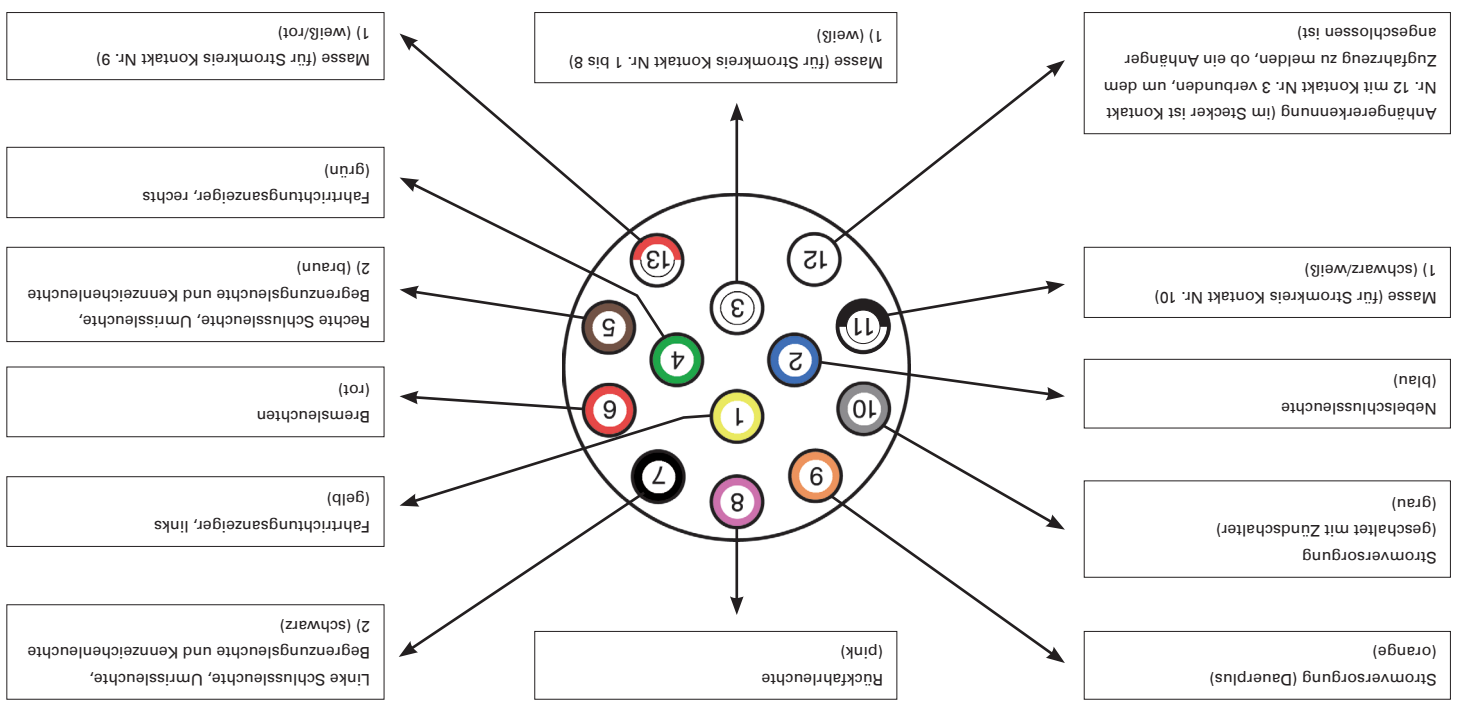 Stromversorgung (Dauerplus)
(orange)
Stromversorgung
(geschaltet mit Zündschalter)
(grau)
Nebelschlussleuchte
(blau)
Masse (für Stromkreis Kontakt Nr. 10)
1) (schwarz/weiß)
Anhängererkennung (im Stecker ist Kontakt
Nr. 12 mit Kontakt Nr. 3 verbunden, um dem
Zugfahrzeug zu melden, ob ein Anhänger
angeschlossen ist)
Rückfahrleuchte
(pink)
8
9
7
10
1
6
2
4
11
5
3
12
13
Masse (für Stromkreis Kontakt Nr. 1 bis 8)
1) (weiß)
Linke Schlussleuchte, Umrissleuchte,
Begrenzungsleuchte und Kennzeichenleuchte
2) (schwarz)
Fahrtrichtungsanzeiger, links
(gelb)
Bremsleuchten
(rot)
Rechte Schlussleuchte, Umrissleuchte,
Begrenzungsleuchte und Kennzeichenleuchte
2) (braun)
Fahrtrichtungsanzeiger, rechts
(grün)
Masse (für Stromkreis Kontakt Nr 9)
1) (weiß/rot)